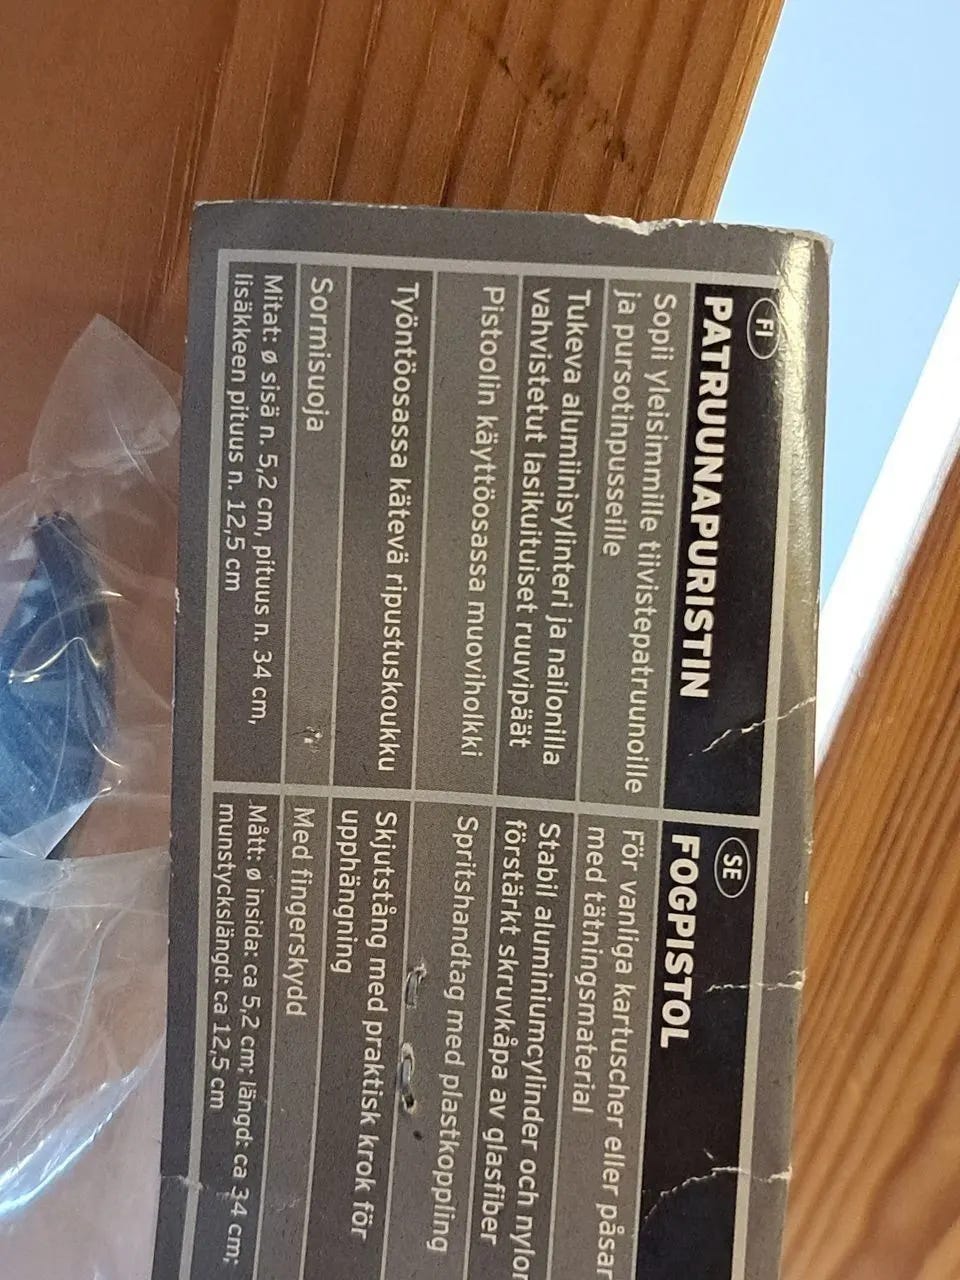 FI
PATRUUNAPURISTIN
Sopii yleisimmille tiivistepatruunoille
ja pursotinpusseille
Tukeva alumiinisylinteri ja nailonilla
vahvistetut lasikuituiset ruuvipäät
Pistoolin käyttöosassa muoviholkki
Työntöosassa kätevä ripustuskoukku
Sormisuoja
Mitat: ø sisä n. 5,2 cm, pituus n. 34 cm,
lisäkkeen pituus n. 12,5 cm
SE
FOGPISTOL
För vanliga kartuscher eller påsar
med tätningsmaterial
Stabil aluminiumcylinder och nylon
förstärkt skruvkåpa av glasfiber
Spritshandtag med plastkoppling
Skjutstång med praktisk krok för
upphängning
Med fingerskydd
Mått: ø insida: ca 5,2 cm; längd: ca 34 cm;
munstyckslängd: ca 12,5 cm